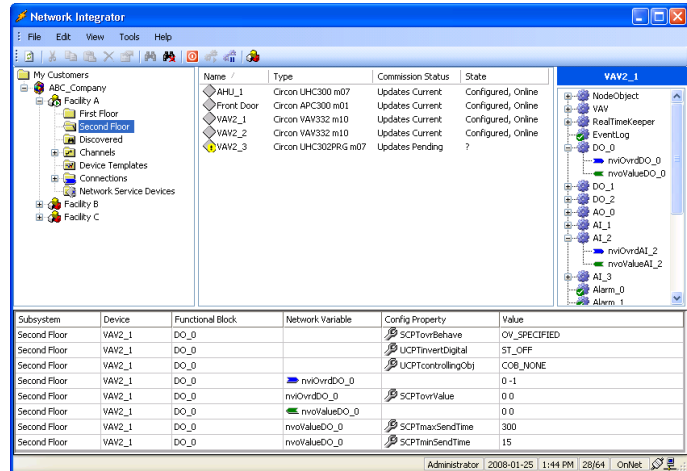 Network Integrator
File Edit View Tools Help
My Customers
ABC_Company
Facility A
First Floor
Second Floor
Discovered
Channels
Device Templates
Connections
Network Service Devices
Facility B
Facility C
Name / Type Commission Status State
AHU_1 Circon UHC300 m07 Updates Current Configured, Online
Front Door Circon APC300 m01 Updates Current Configured, Online
VAV2_1 Circon VAV332 m10 Updates Current Configured, Online
VAV2_2 Circon VAV332 m10 Updates Current Configured, Online
VAV2_3 Circon UHC302PRG m07 Updates Pending ?
VAV2_1
NodeObject
VAV
RealTimeKeeper
EventLog
DO_0
nviOvrdDO_0
nvoValueDO_0
DO_1
DO_2
AO_0
AI_1
AI_2
nviOvrdAI_2
nvoValueAI_2
AI_3
Alarm_0
Alarm_1
Subsystem Device Functional Block Network Variable Config Property Value
Second Floor VAV2_1 DO_0 SCPTovrBehave OV_SPECIFIED
Second Floor VAV2_1 DO_0 UCPTinvertDigital ST_OFF
Second Floor VAV2_1 DO_0 UCPTcontrollingObj COB_NONE
Second Floor VAV2_1 DO_0 nviOvrdDO_0 0 -1
Second Floor VAV2_1 DO_0 nviOvrdDO_0 SCPTovrValue 0 0
Second Floor VAV2_1 DO_0 nvoValueDO_0 0 0
Second Floor VAV2_1 DO_0 nvoValueDO_0 SCPTmaxSendTime 300
Second Floor VAV2_1 DO_0 nvoValueDO_0 SCPTminSendTime 15
Administrator 2008-01-25 1:44 PM 28/64 OnNet